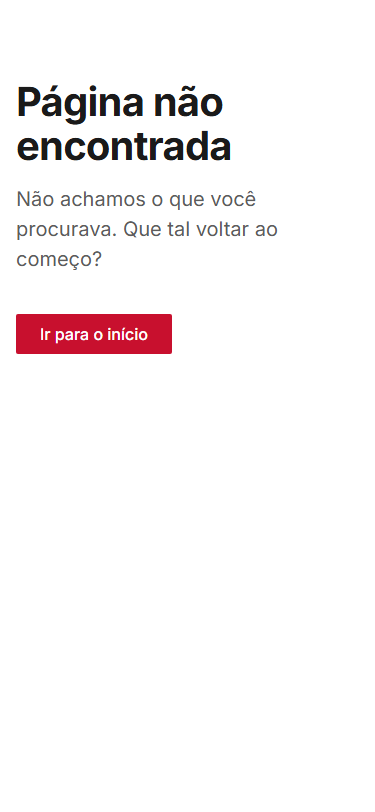 Página não
encontrada
Não achamos o que você
procurava. Que tal voltar ao
começo?
Ir para o início